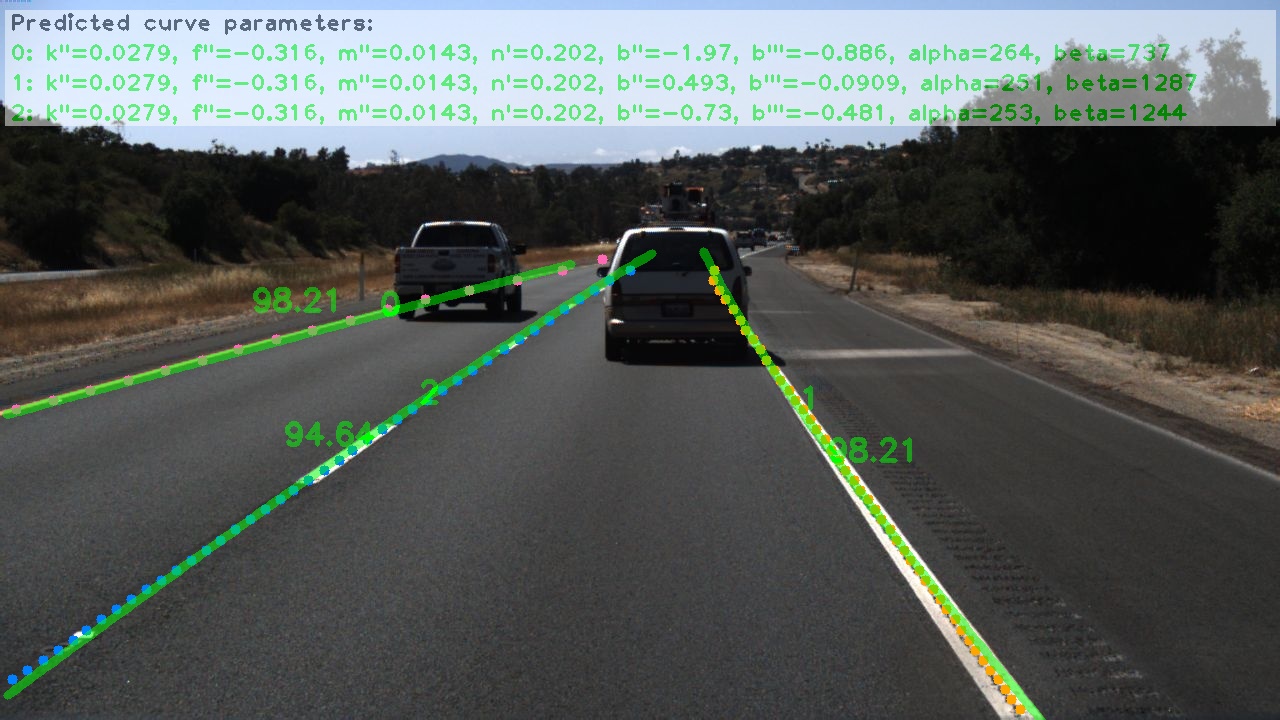 Predicted curve parameters:
0: k''=0.0279, f''=−0.316, m''=0.0143, n'=0.202, b''=−1.97, b'''=−0.886, alpha=264, beta=737
1: k''=0.0279, f''=−0.316, m''=0.0143, n'=0.202, b''=0.493, b'''=−0.0909, alpha=251, beta=1287
2: k''=0.0279, f''=−0.316, m''=0.0143, n'=0.202, b''=−0.73, b'''=−0.481, alpha=253, beta=1244
98.21 0
2
1
94.64
98.21